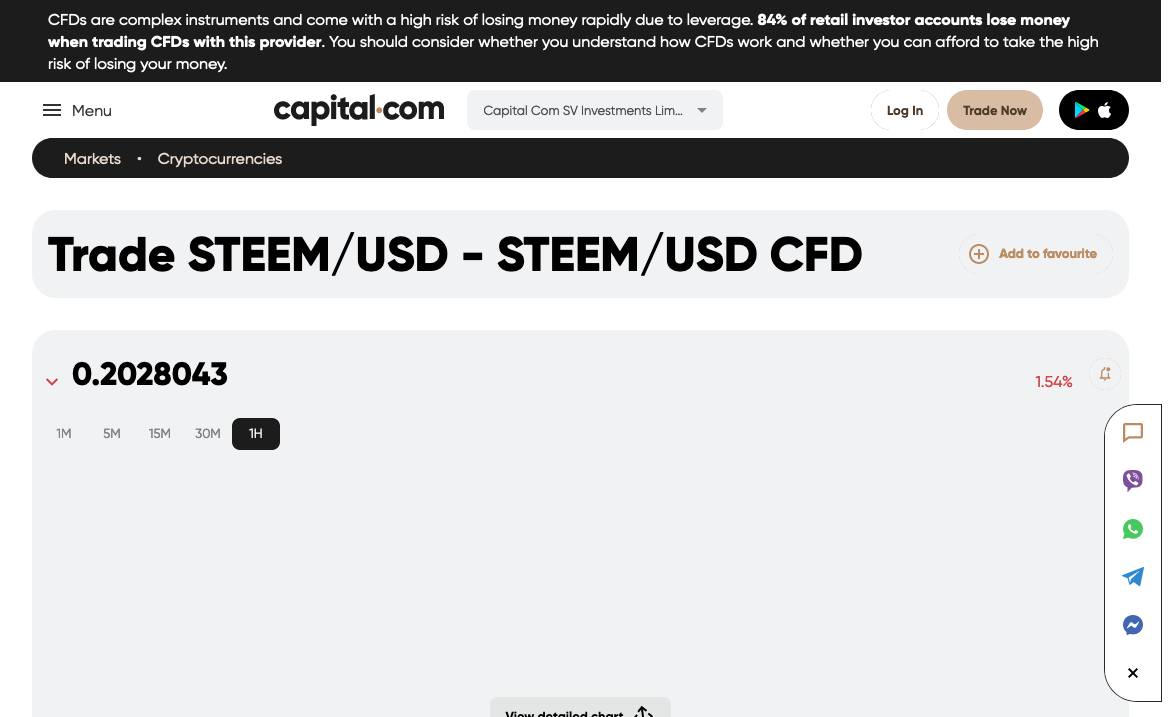 CFDs are complex instruments and come with a high risk of losing money rapidly due to leverage. 84% of retail investor accounts lose money
when trading CFDs with this provider. You should consider whether you understand how CFDs work and whether you can afford to take the high
risk of losing your money.
Menu
capital.com
Capital Com SV Investments Lim...
Log In
Trade Now
Markets • Cryptocurrencies
Trade STEEM/USD - STEEM/USD CFD
Add to favourite
0.2028043
1.54%
1M 5M 15M 30M 1H
View detailed chart